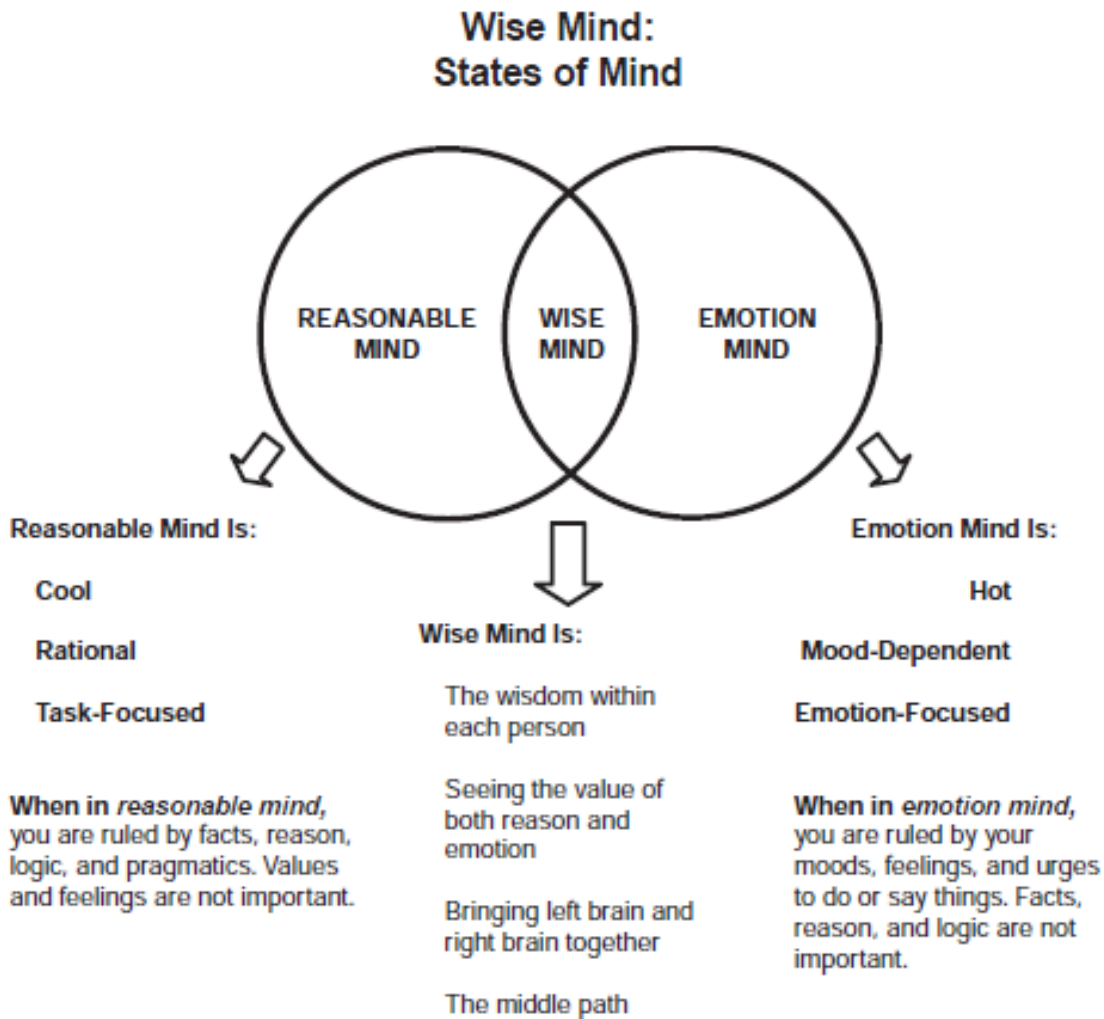 Wise Mind:
States of Mind
REASONABLE
MIND
WISE
MIND
EMOTION
MIND
Reasonable Mind Is:
Cool
Rational
Task-Focused
When in reasonable mind,
you are ruled by facts, reason,
logic, and pragmatics. Values
and feelings are not important.
Wise Mind Is:
The wisdom within
each person
Seeing the value of
both reason and
emotion
Bringing left brain and
right brain together
The middle path
Emotion Mind Is:
Hot
Mood-Dependent
Emotion-Focused
When in emotion mind,
you are ruled by your
moods, feelings, and urges
to do or say things. Facts,
reason, and logic are not
important.